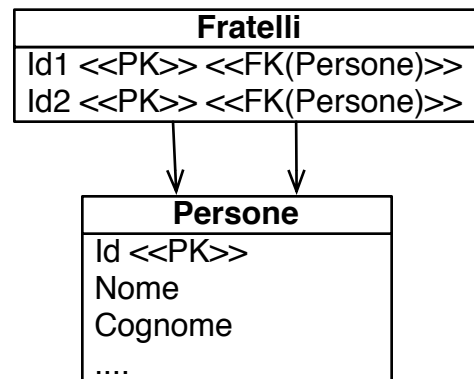 Fratelli
Id1 <<PK>> <<FK(Persone)>>
Id2 <<PK>> <<FK(Persone)>>
Persone
Id <<PK>>
Nome
Cognome
....